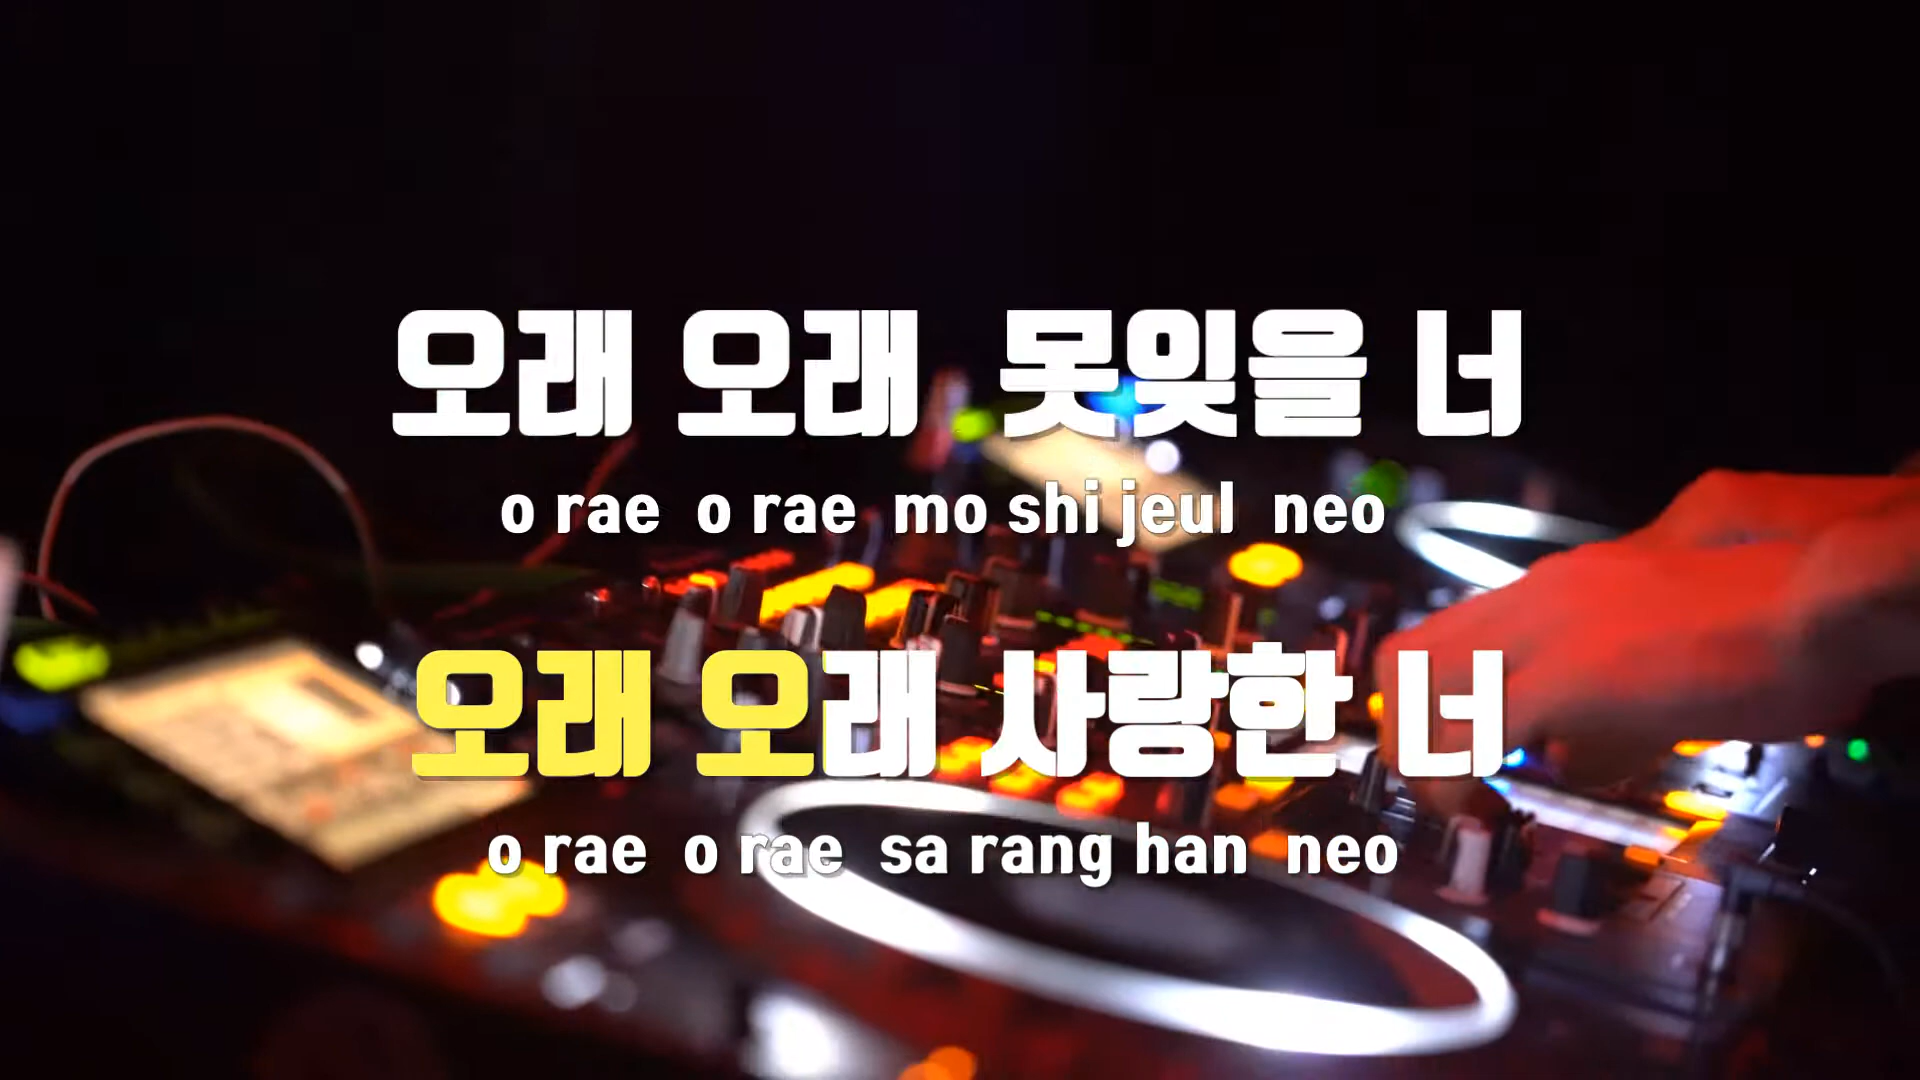 오래 오래 못잊을 너
o rae o rae mo shi jeul neo
오래 오래 사랑한 너
o rae o rae sa rang han neo